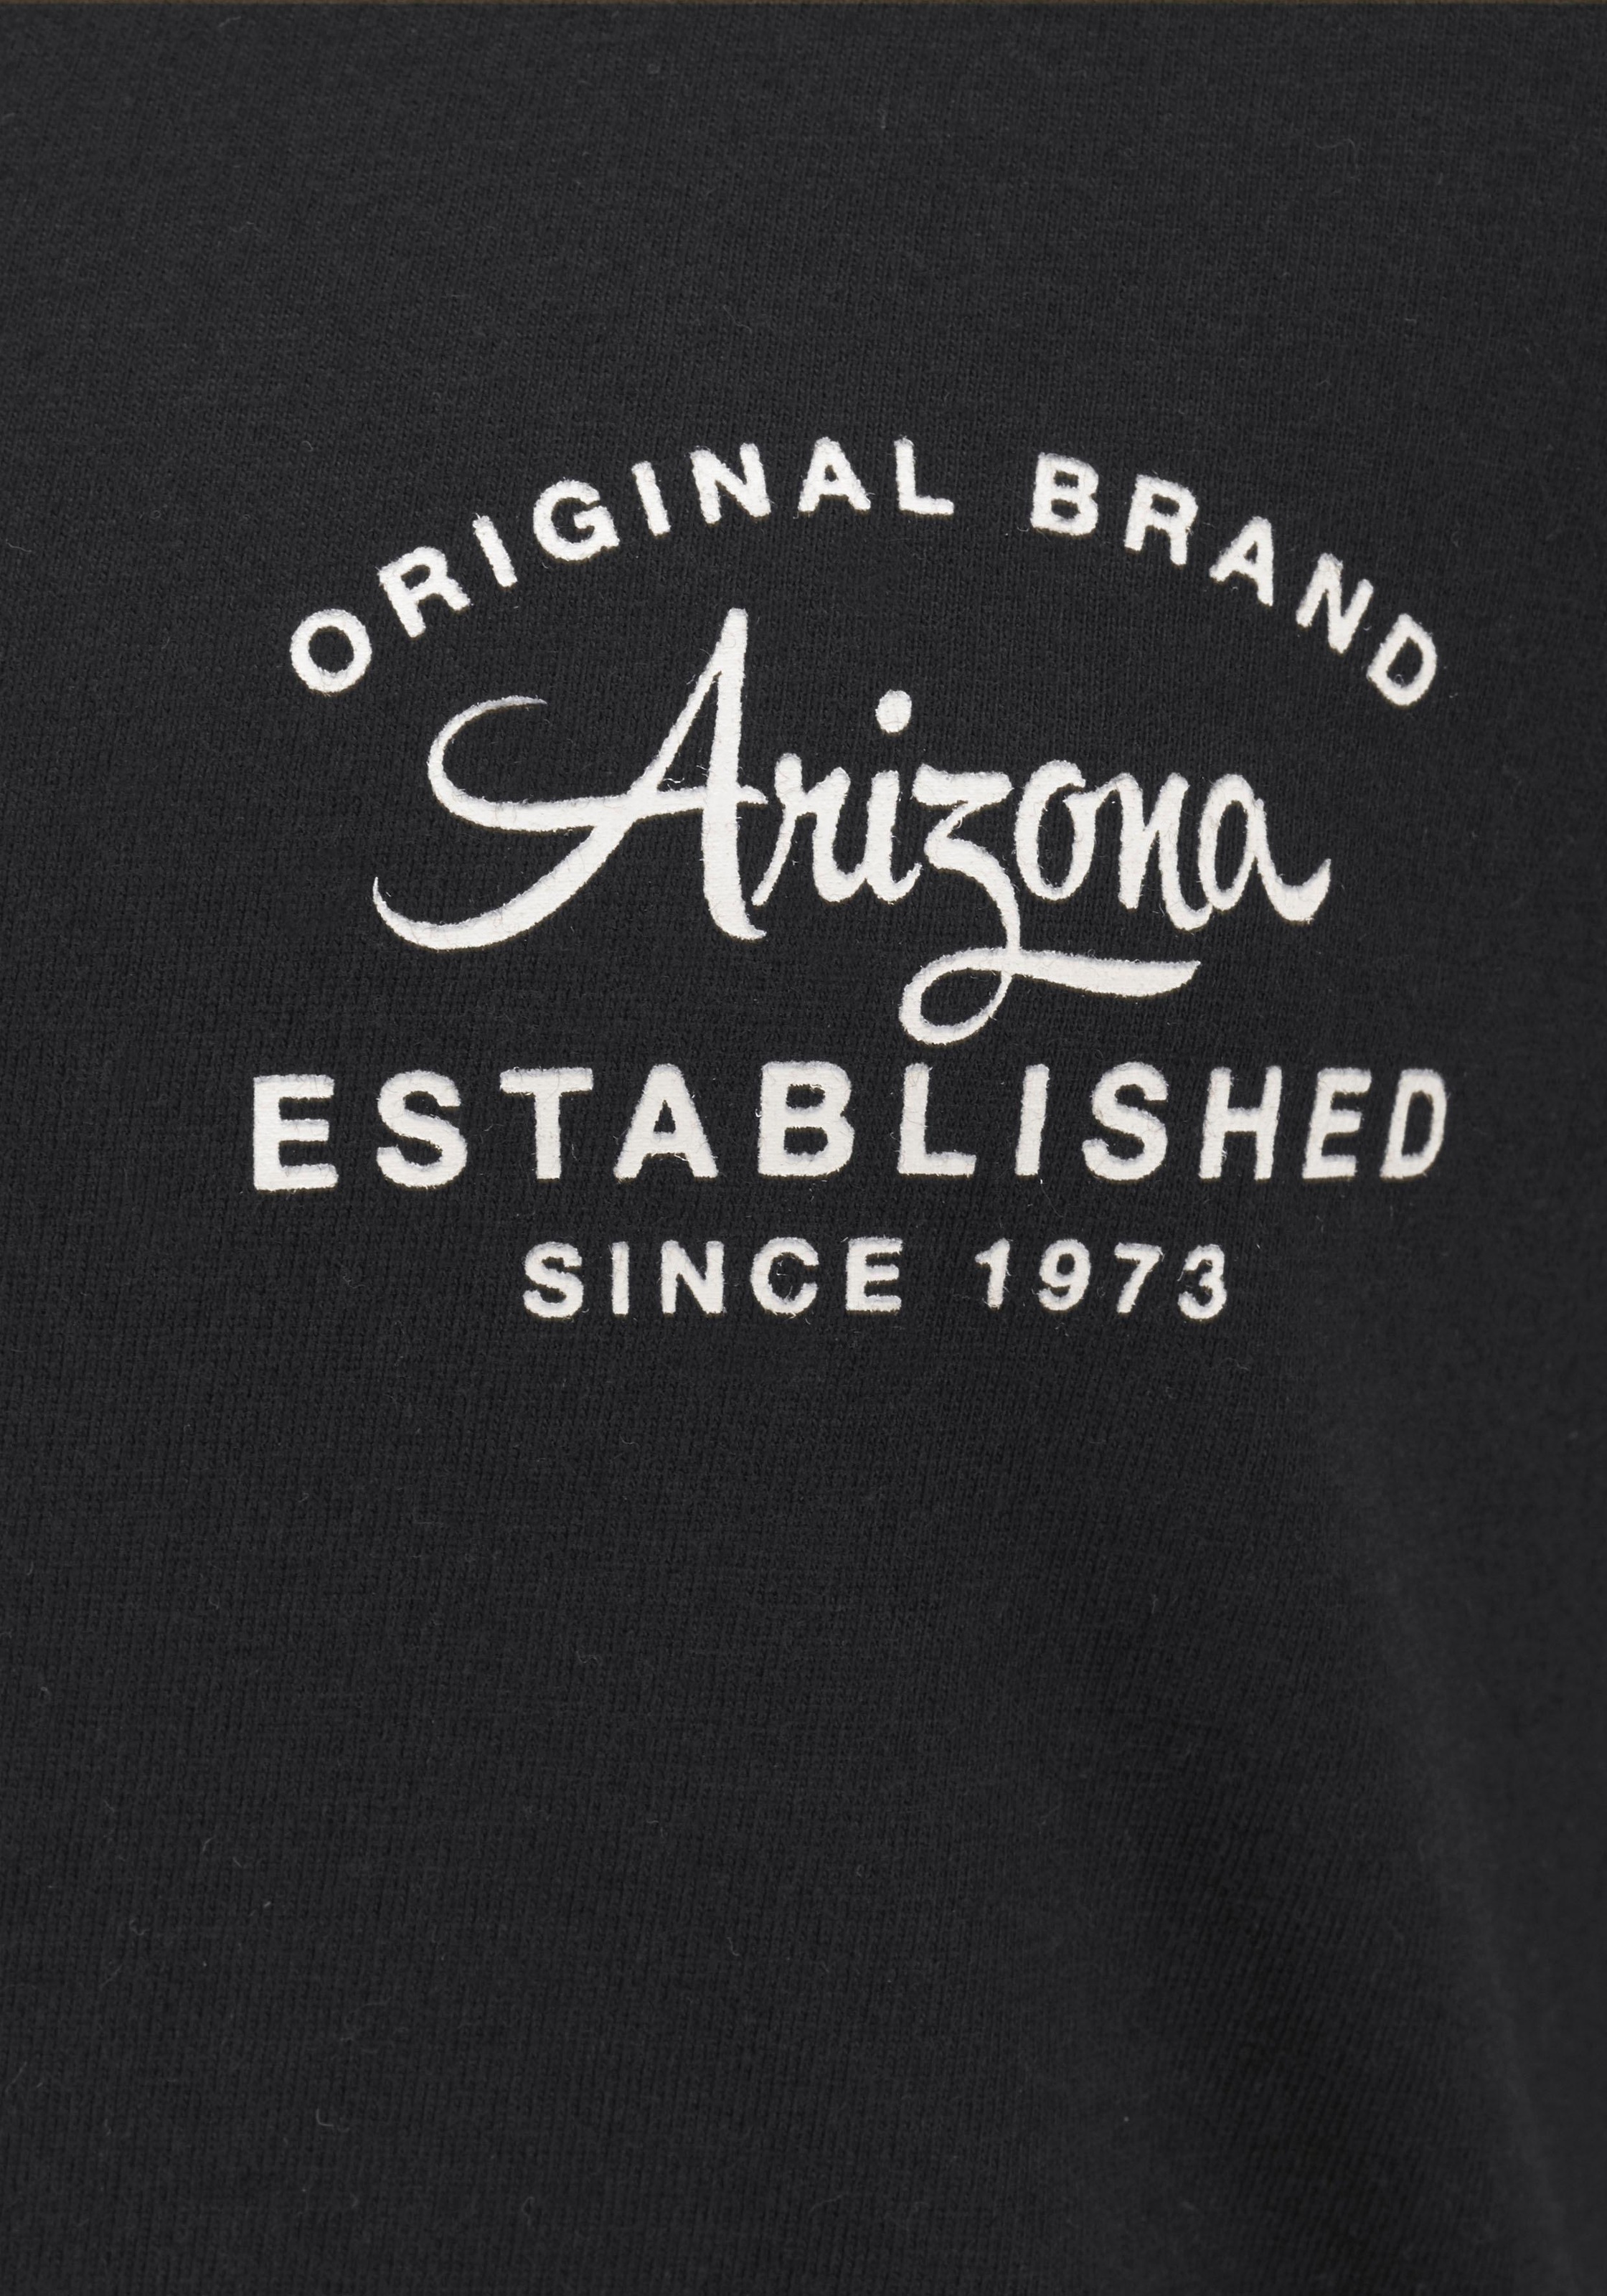 ORIGINAL BRAND
Arizona
ESTABLISHED
SINCE 1973